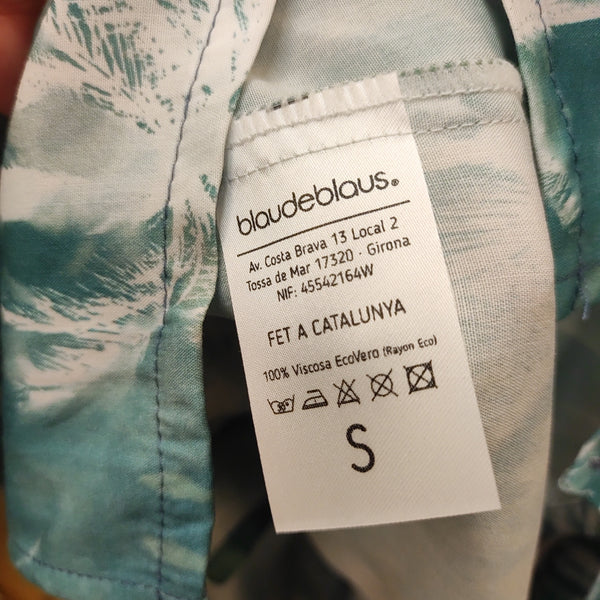 blaudeblaus.®
Av. Costa Brava 13 Local 2
Tossa de Mar 17320 · Girona
NIF: 45542164W
FET A CATALUNYA
100% Viscosa EcoVero (Rayon Eco)
S